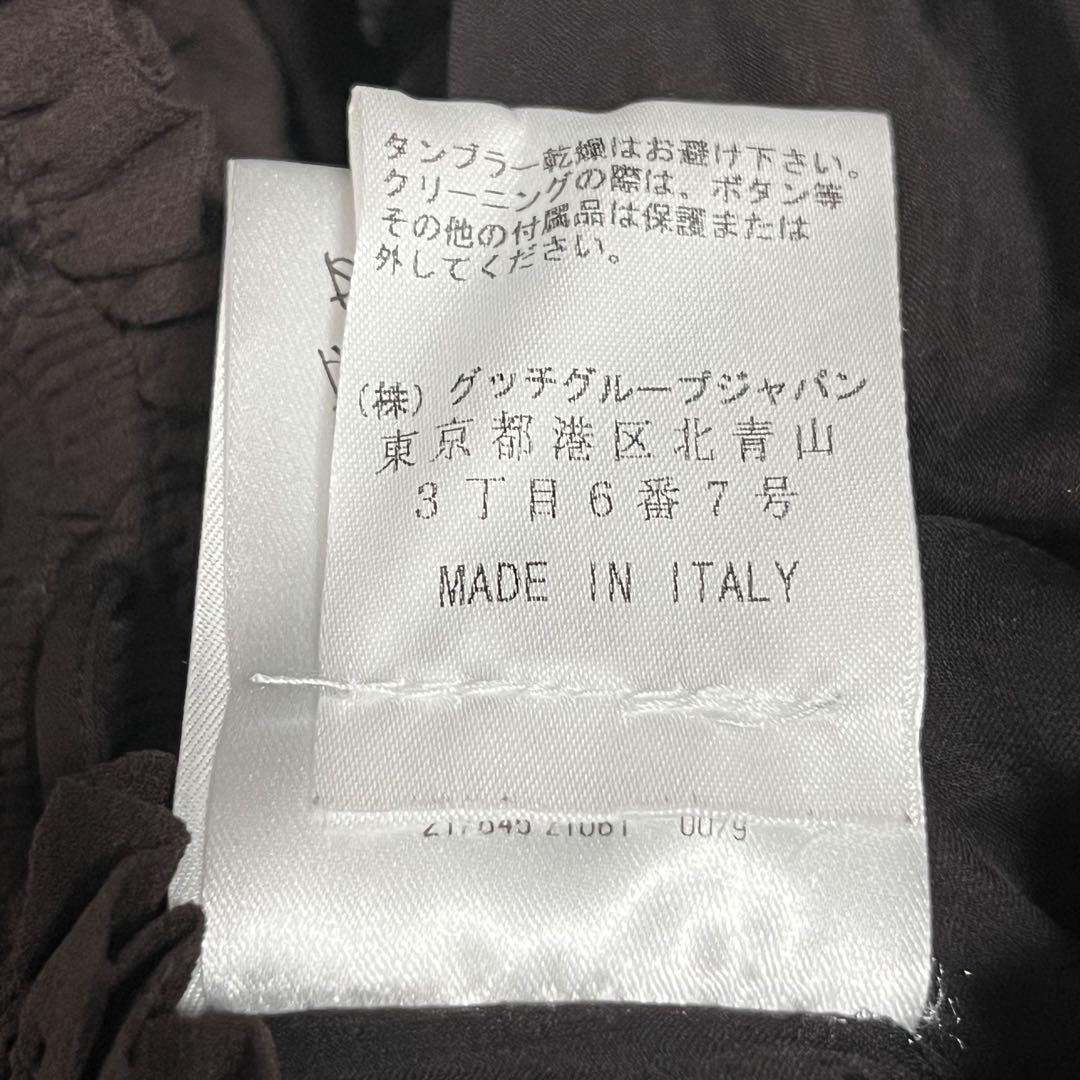 タンブラー乾燥はお避け下さい。
クリーニングの際は、ボタン等
その他の付属品は保護または
外してください。
(株) グッチグループジャパン
東京都港区北青山
3丁目6番7号
MADE IN ITALY